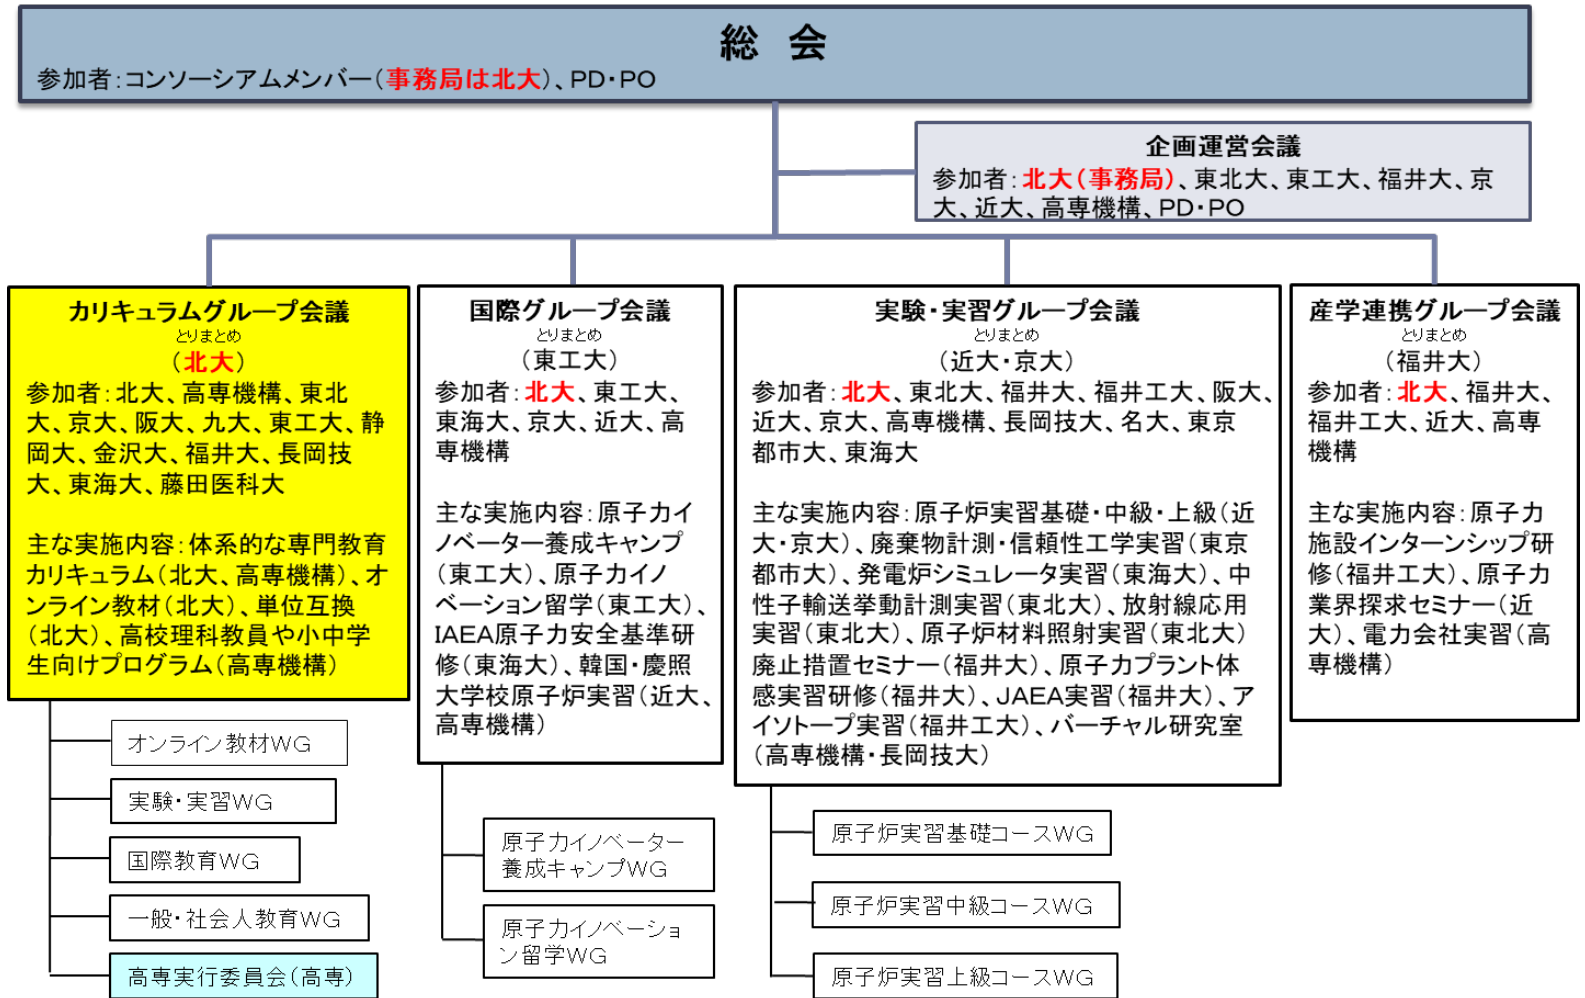 総 会
参加者:コンソーシアムメンバー(事務局は北大)、PD・PO
企画運営会議
参加者:北大(事務局)、東北大、東工大、福井大、京
大、近大、高専機構、PD・PO
カリキュラムグループ会議
とりまとめ
(北大)
参加者:北大、高専機構、東北
大、京大、阪大、九大、東工大、静
岡大、金沢大、福井大、長岡技
大、東海大、藤田医科大
主な実施内容:体系的な専門教育
カリキュラム(北大、高専機構)、オ
ンライン教材(北大)、単位互換
(北大)、高校理科教員や小中学
生向けプログラム(高専機構)
オンライン教材WG
実験・実習WG
国際教育WG
一般・社会人教育WG
高専実行委員会(高専)
国際グループ会議
とりまとめ
(東工大)
参加者:北大、東工大、
東海大、京大、近大、高
専機構
主な実施内容:原子力イ
ノベーター養成キャンプ
(東工大)、原子力イノ
ベーション留学(東工大)、
IAEA原子力安全基準研
修(東海大)、韓国・慶照
大学校原子炉実習(近大、
高専機構)
原子力イノベーター
養成キャンプWG
原子力イノベーショ
ン留学WG
実験・実習グループ会議
とりまとめ
(近大・京大)
参加者:北大、東北大、福井大、福井工大、阪大、
近大、京大、高専機構、長岡技大、名大、東京
都市大、東海大
主な実施内容:原子炉実習基礎・中級・上級(近
大・京大)、廃棄物計測・信頼性工学実習(東京
都市大)、発電炉シミュレータ実習(東海大)、中
性子輸送挙動計測実習(東北大)、放射線応用
実習(東北大)、原子炉材料照射実習(東北大)
廃止措置セミナー(福井大)、原子力プラント体
感実習研修(福井大)、JAEA実習(福井大)、ア
イソトープ実習(福井工大)、バーチャル研究室
(高専機構・長岡技大)
原子炉実習基礎コースWG
原子炉実習中級コースWG
原子炉実習上級コースWG
産学連携グループ会議
とりまとめ
(福井大)
参加者:北大、福井大、
福井工大、近大、高専
機構
主な実施内容:原子力
施設インターンシップ研
修(福井工大)、原子力
業界探求セミナー(近
大)、電力会社実習(高
専機構)